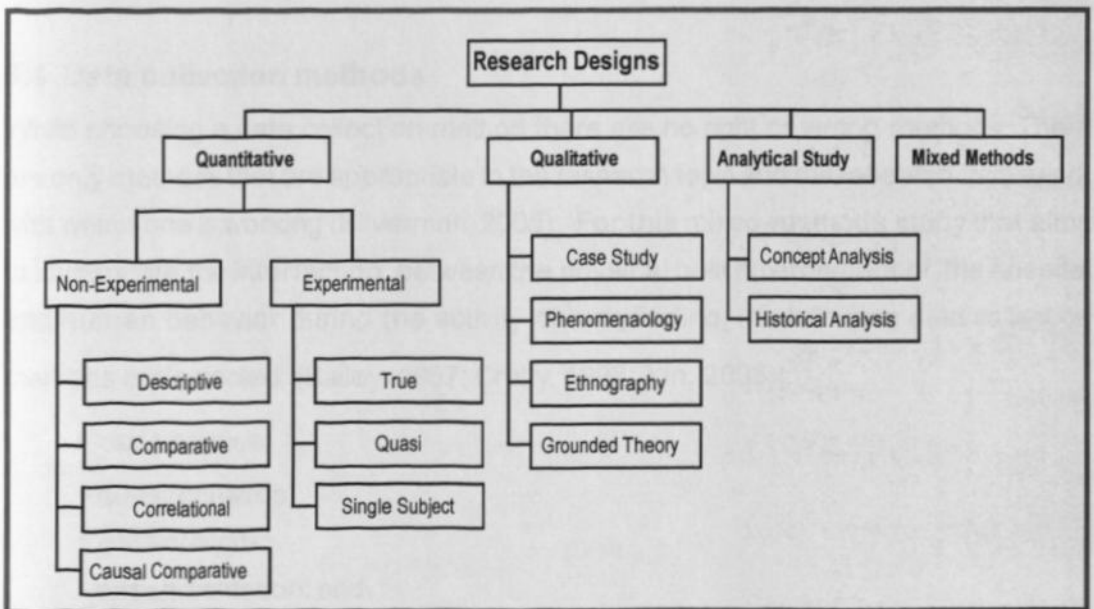 Research Designs
Quantitative
Qualitative
Analytical Study
Mixed Methods
Non-Experimental
Experimental
Descriptive
Comparative
Correlational
Causal Comparative
True
Quasi
Single Subject
Case Study
Phenomenaology
Ethnography
Grounded Theory
Concept Analysis
Historical Analysis